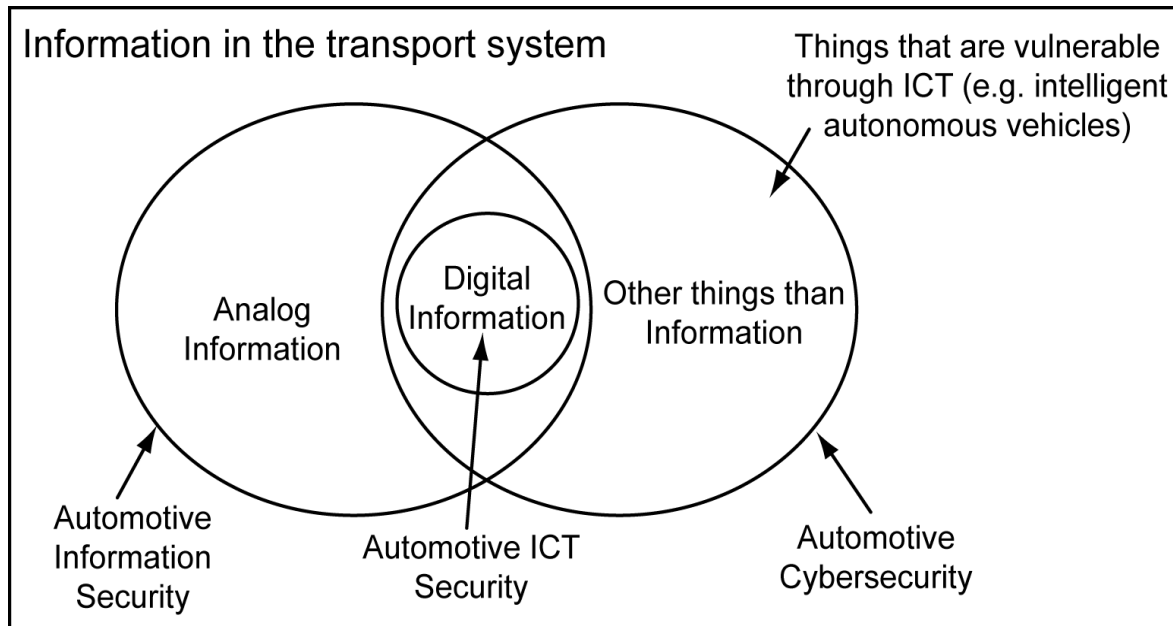 Information in the transport system
Things that are vulnerable
through ICT (e.g. intelligent
autonomous vehicles)
Analog
Information
Digital
Information
Other things than
Information
Automotive
Information
Security
Automotive ICT
Security
Automotive
Cybersecurity